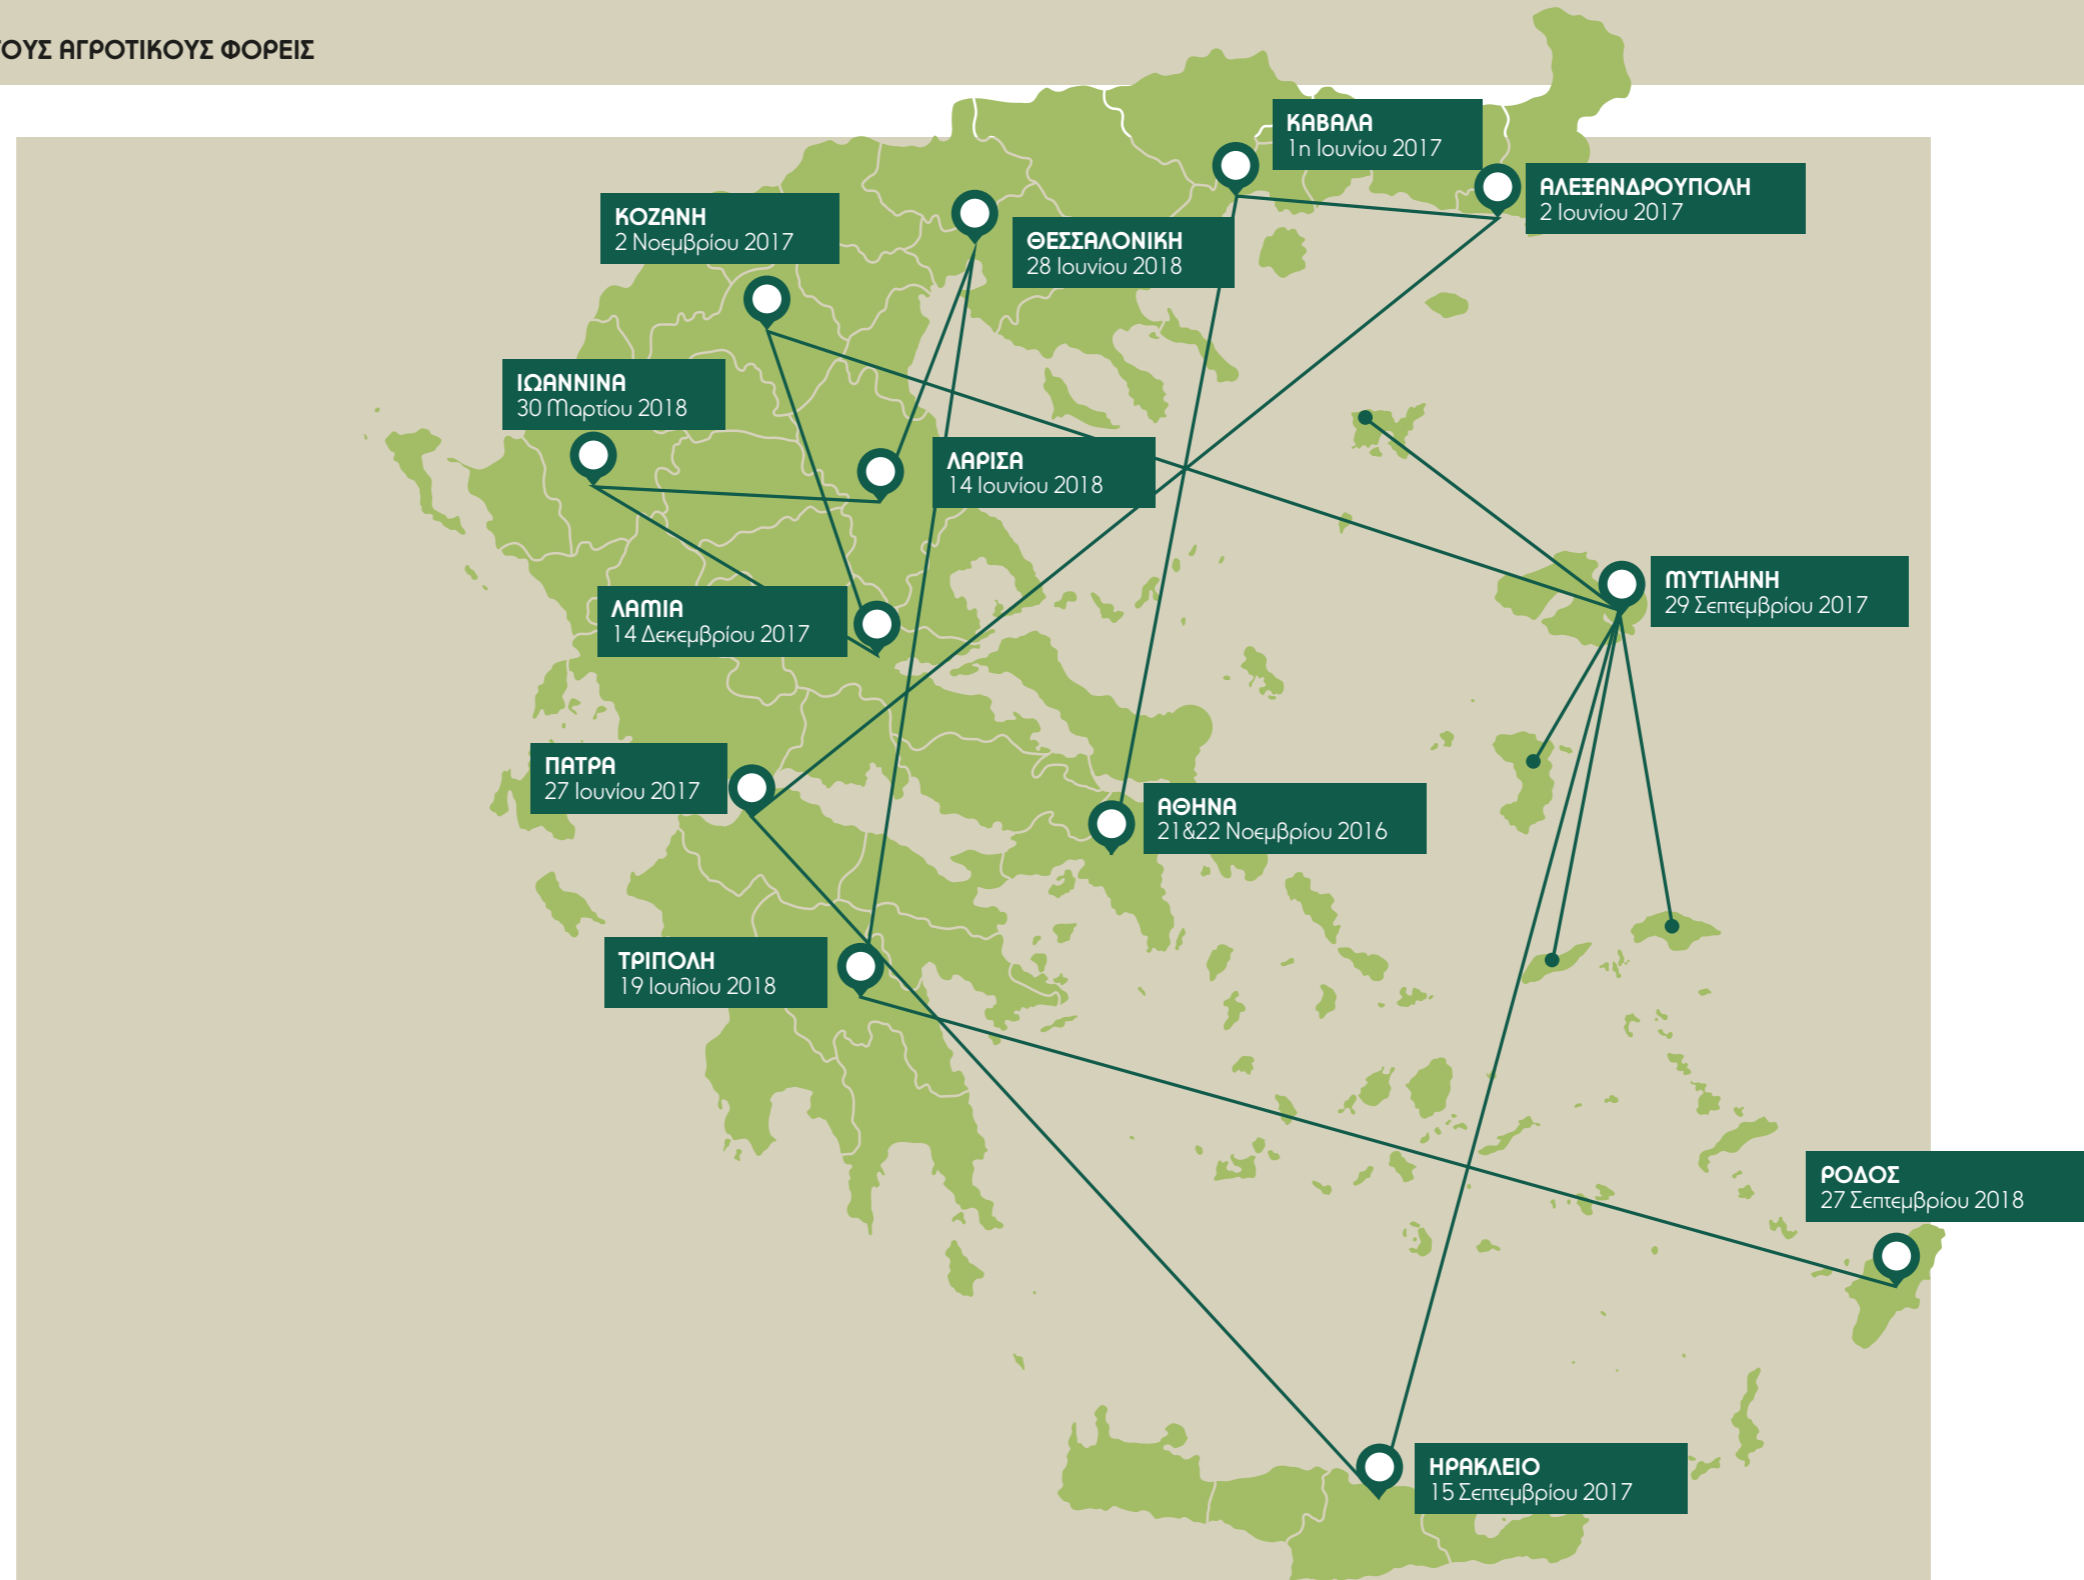 ΤΟΥΣ ΑΓΡΟΤΙΚΟΥΣ ΦΟΡΕΙΣ
ΚΑΒΑΛΑ
1η Ιουνίου 2017
ΑΛΕΞΑΝΔΡΟΥΠΟΛΗ
2 Ιουνίου 2017
ΚΟΖΑΝΗ
2 Νοεμβρίου 2017
ΘΕΣΣΑΛΟΝΙΚΗ
28 Ιουνίου 2018
ΙΩΑΝΝΙΝΑ
30 Μαρτίου 2018
ΛΑΡΙΣΑ
14 Ιουνίου 2018
ΜΥΤΙΛΗΝΗ
29 Σεπτεμβρίου 2017
ΛΑΜΙΑ
14 Δεκεμβρίου 2017
ΠΑΤΡΑ
27 Ιουνίου 2017
ΑΘΗΝΑ
21&22 Νοεμβρίου 2016
ΤΡΙΠΟΛΗ
19 Ιουλίου 2018
ΡΟΔΟΣ
27 Σεπτεμβρίου 2018
ΗΡΑΚΛΕΙΟ
15 Σεπτεμβρίου 2017